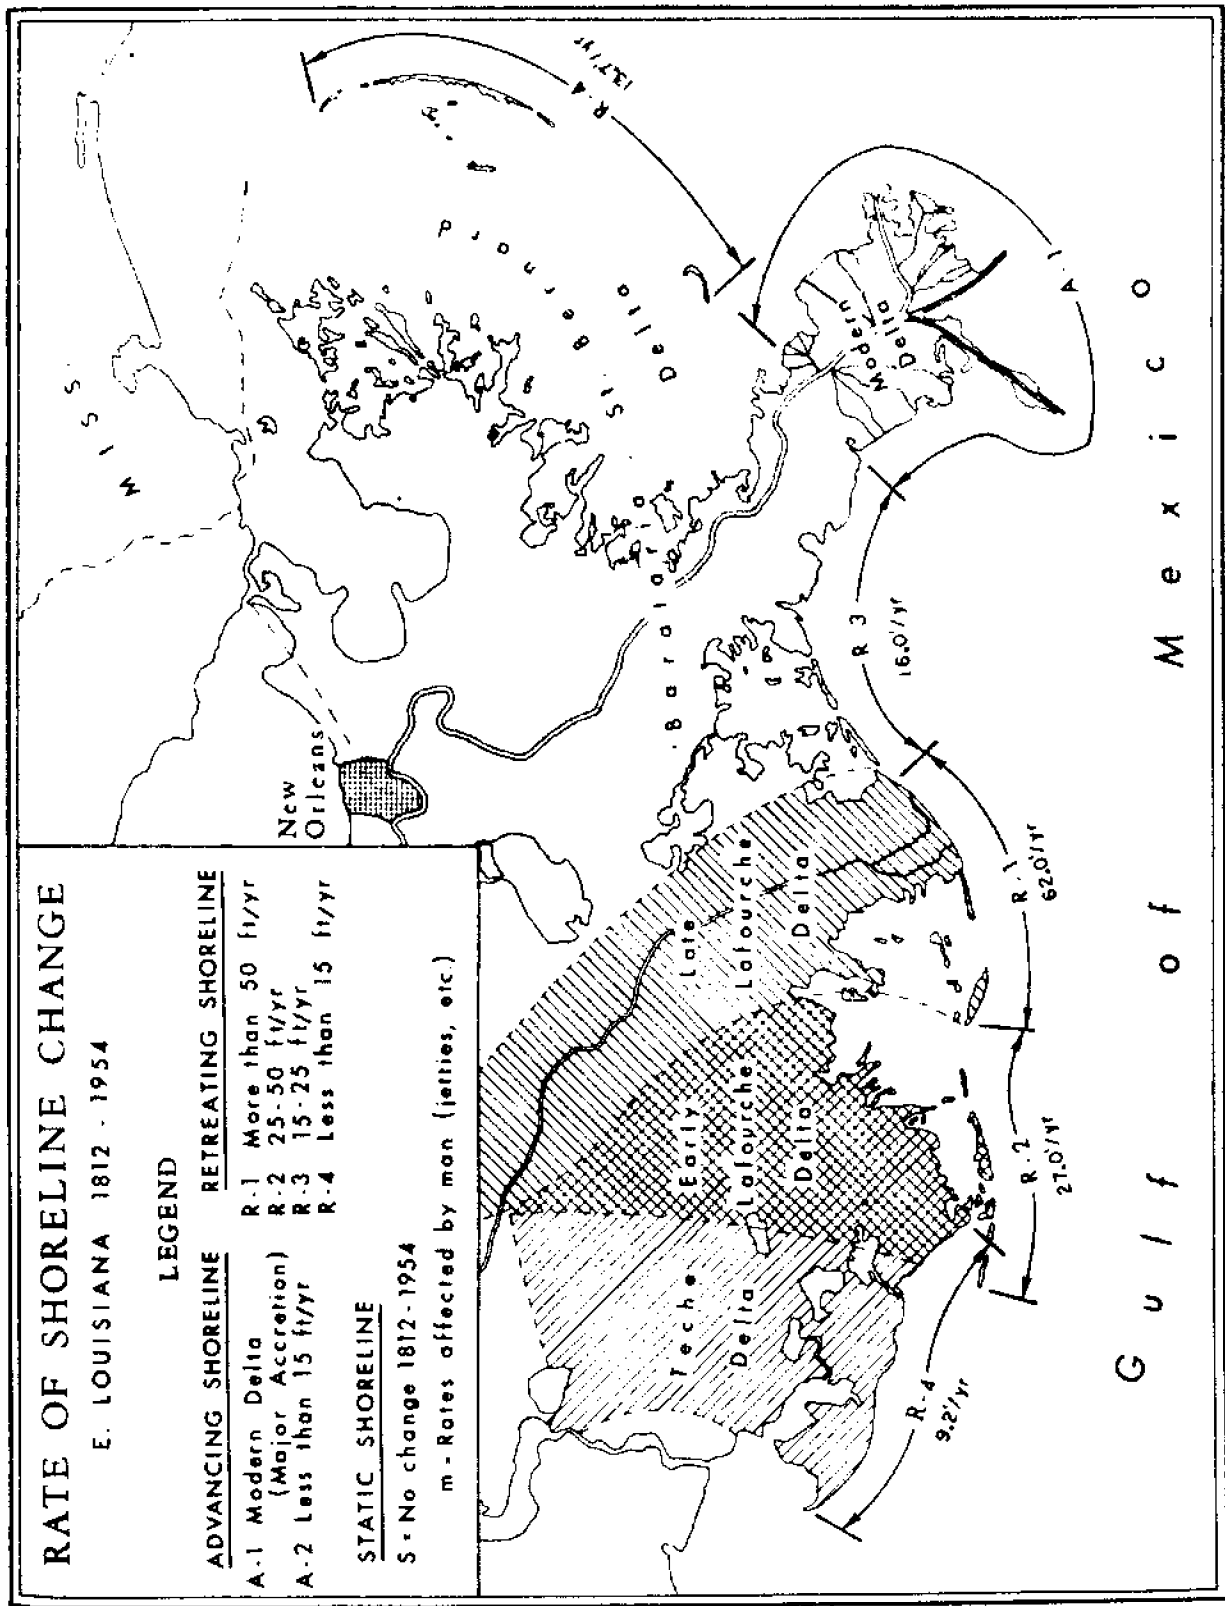 RATE OF SHORELINE CHANGE
E. LOUISIANA 1812 - 1954
LEGEND
ADVANCING SHORELINE
A-1 Modern Delta
(Major Accretion)
A-2 Less than 15 ft/yr
STATIC SHORELINE
S = No change 1812-1954
RETREATING SHORELINE
R-1 More than 50 ft/yr
R-2 25-50 ft/yr
R-3 15-25 ft/yr
R-4 Less than 15 ft/yr
m - Rates affected by man (jetties, etc.)
MISS
New
Orleans
St Bernard
Delta
Barataria
Modern
Delta
Late
Lafourche
Delta
Early
Lafourche
Delta
Teche
Delta
R-4
9.2'/yr
R-2
27.0'/yr
R-1
62.0'/yr
R 3
16.0'/yr
A-1
R-4
13.7'/yr
Gulf of Mexico